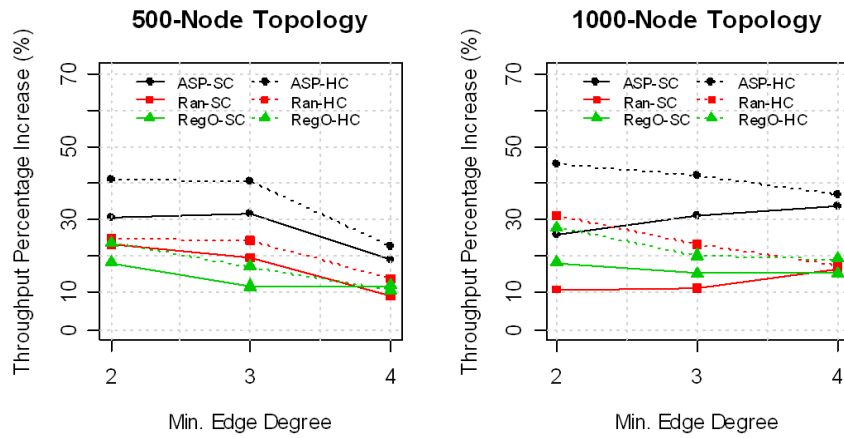 500-Node Topology
Throughput Percentage Increase (%)
70
50
30
10
0
ASP-SC
ASP-HC
Ran-SC
Ran-HC
RegO-SC
RegO-HC
2
3
4
Min. Edge Degree
1000-Node Topology
Throughput Percentage Increase (%)
70
50
30
10
0
ASP-SC
ASP-HC
Ran-SC
Ran-HC
RegO-SC
RegO-HC
2
3
4
Min. Edge Degree